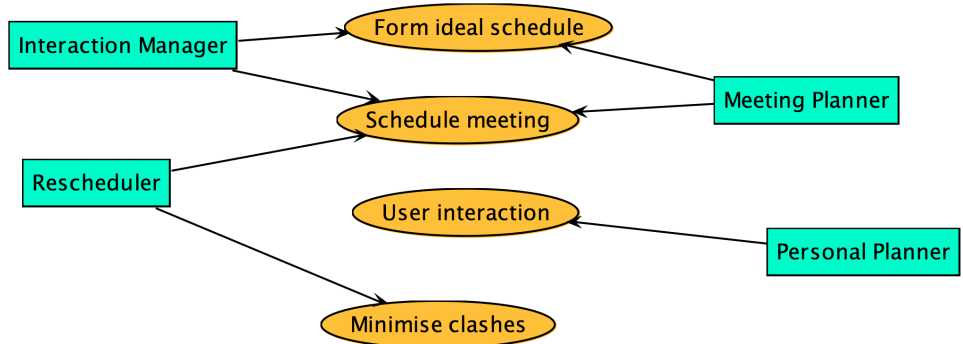 Form ideal schedule
Interaction Manager
Meeting Planner
Schedule meeting
Rescheduler
User interaction
Personal Planner
Minimise clashes